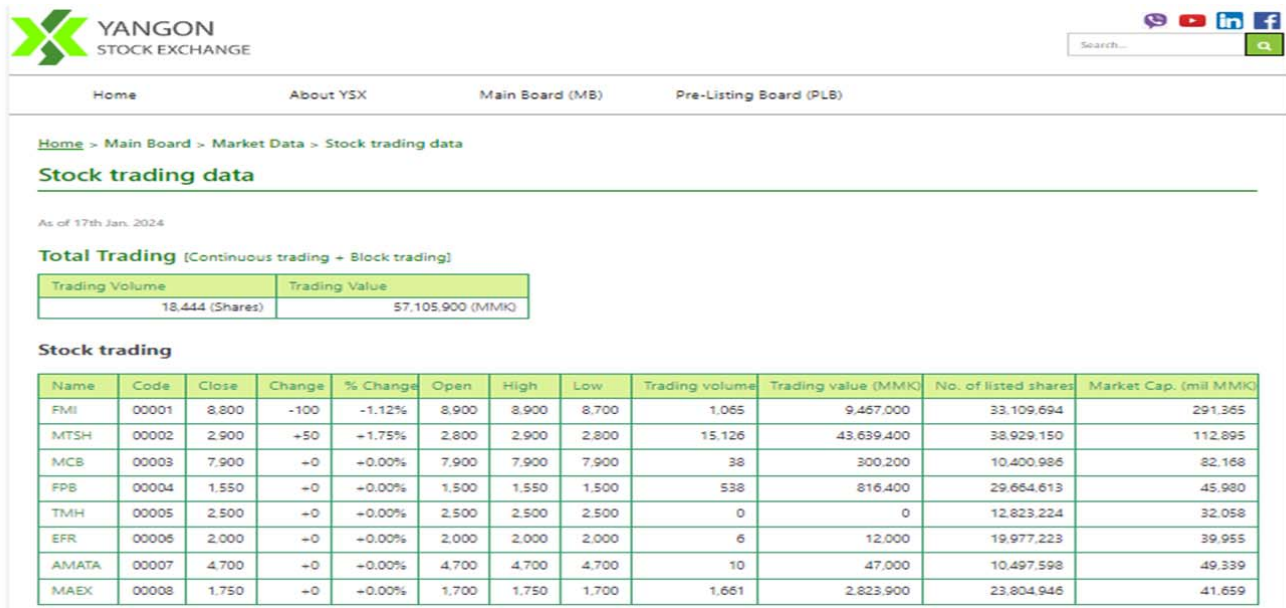 YANGON
STOCK EXCHANGE
Search...
Home About YSX Main Board (MB) Pre-Listing Board (PLB)
Home > Main Board > Market Data > Stock trading data
Stock trading data
As of 17th Jan. 2024
Total Trading [Continuous trading + Block trading]
Trading Volume Trading Value
18,444 (Shares) 57,105,900 (MMK)
Stock trading
Name Code Close Change % Change Open High Low Trading volume Trading value (MMK) No. of listed shares Market Cap. (mil MMK)
FMI 00001 8,800 -100 -1.12% 8,900 8,900 8,700 1,065 9,467,000 33,109,694 291,365
MTSH 00002 2,900 +50 +1.75% 2,800 2,900 2,800 15,126 43,639,400 38,929,150 112,895
MCB 00003 7,900 +0 +0.00% 7,900 7,900 7,900 38 300,200 10,400,986 82,168
FPB 00004 1,550 +0 +0.00% 1,500 1,550 1,500 538 816,400 29,664,613 45,980
TMH 00005 2,500 +0 +0.00% 2,500 2,500 2,500 0 0 12,823,224 32,058
EFR 00006 2,000 +0 +0.00% 2,000 2,000 2,000 6 12,000 19,977,223 39,955
AMATA 00007 4,700 +0 +0.00% 4,700 4,700 4,700 10 47,000 10,497,598 49,339
MAEX 00008 1,750 +0 +0.00% 1,700 1,750 1,700 1,661 2,823,900 23,804,946 41,659